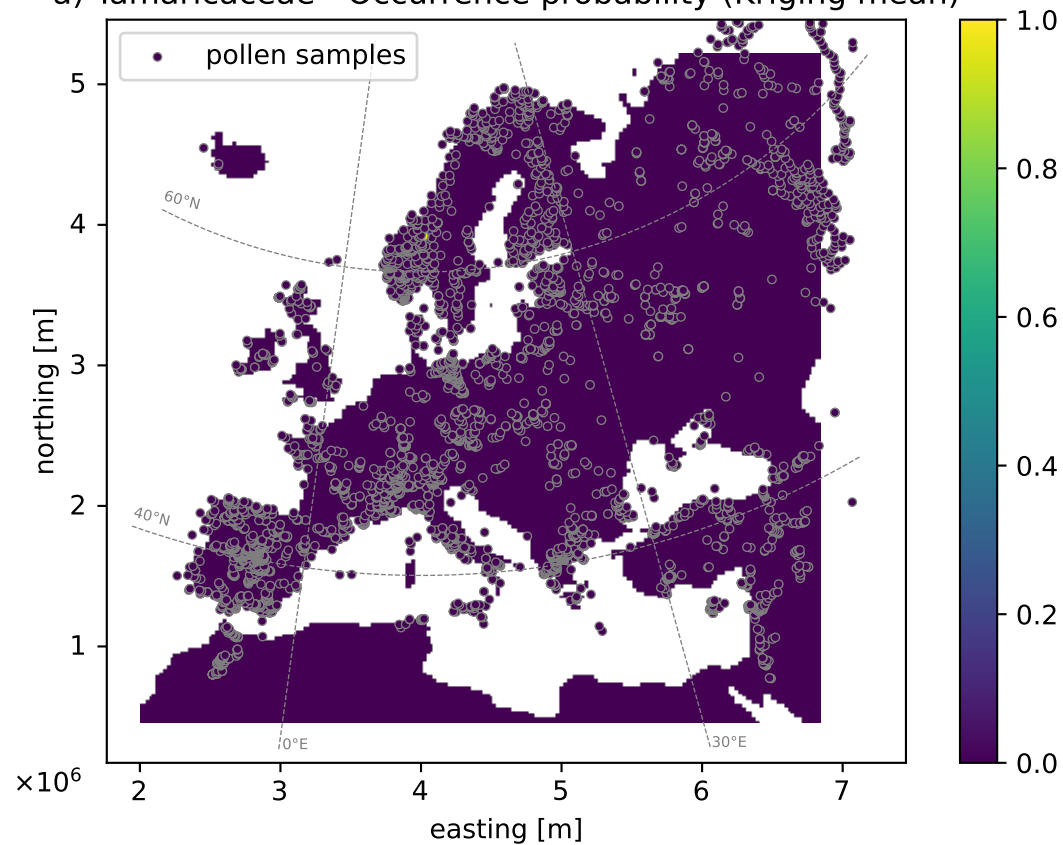 a) Tamaricaceae - Occurrence probability (Kriging mean)
pollen samples
60°N
40°N
0°E
30°E
5
4
3
2
1
northing [m]
×10⁶
2
3
4
5
6
7
easting [m]
1.0
0.8
0.6
0.4
0.2
0.0